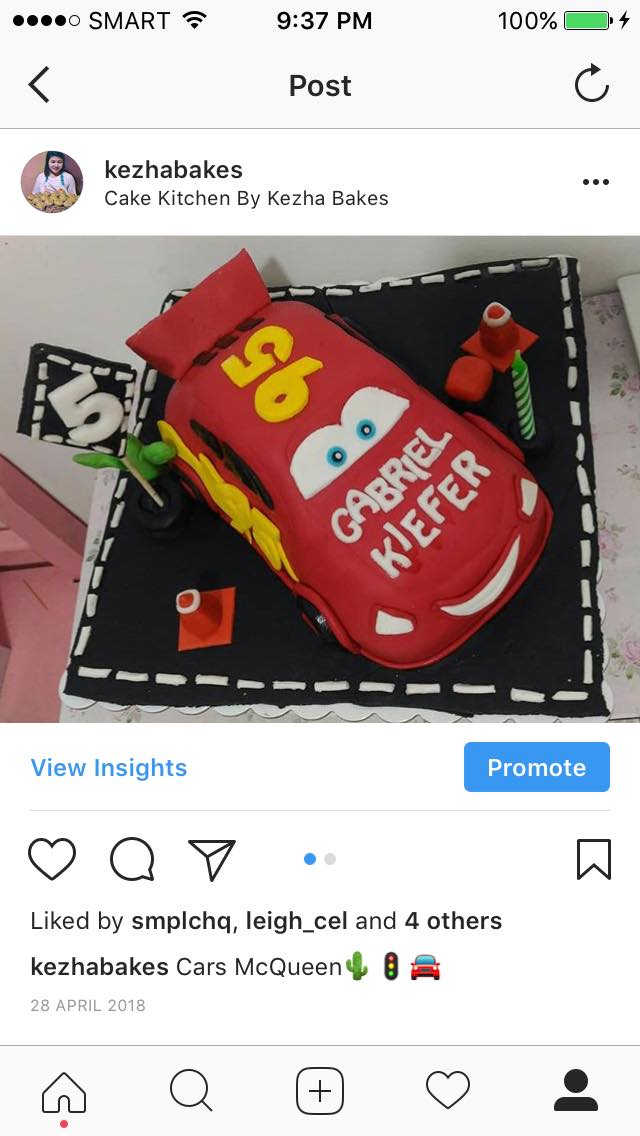 SMART 9:37 PM 100%
Post
kezhabakes
Cake Kitchen By Kezha Bakes
95
5
GABRIEL
KIEFER
View Insights
Promote
Liked by smplchq, leigh_cel and 4 others
kezhabakes Cars McQueen🌵🚦🚘
28 APRIL 2018